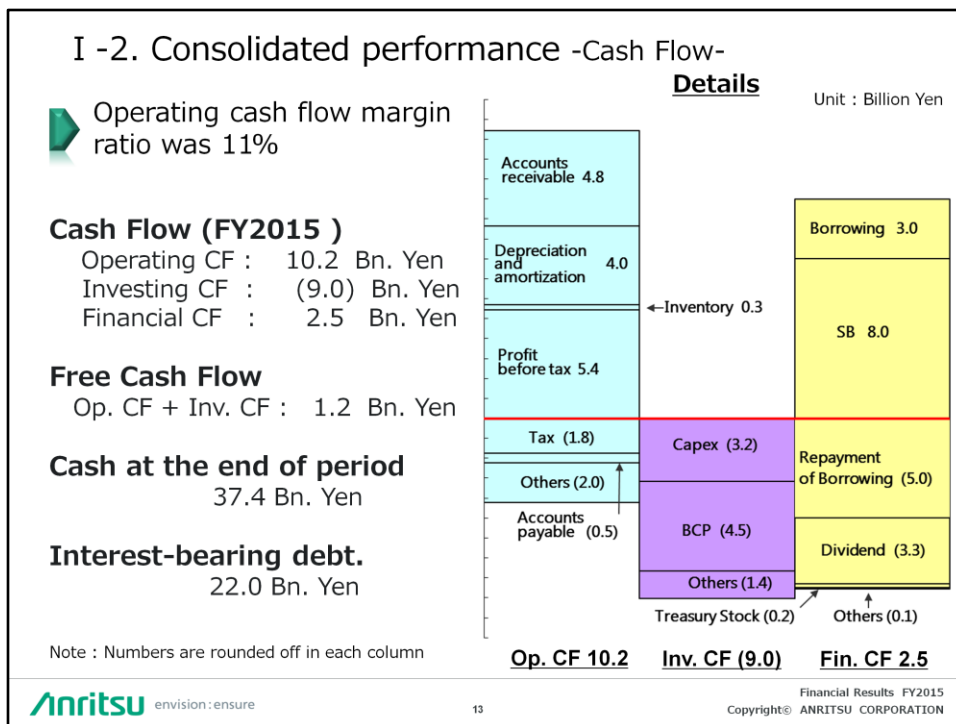 I -2. Consolidated performance -Cash Flow-
Details
Unit : Billion Yen
Operating cash flow margin
ratio was 11%
Cash Flow (FY2015 )
Operating CF : 10.2 Bn. Yen
Investing CF : (9.0) Bn. Yen
Financial CF : 2.5 Bn. Yen
Free Cash Flow
Op. CF + Inv. CF : 1.2 Bn. Yen
Cash at the end of period
37.4 Bn. Yen
Interest-bearing debt.
22.0 Bn. Yen
Note : Numbers are rounded off in each column
Accounts
receivable 4.8
Depreciation
and 4.0
amortization
←Inventory 0.3
Profit
before tax 5.4
Tax (1.8)
Others (2.0)
Accounts
payable (0.5)
Op. CF 10.2
Capex (3.2)
BCP (4.5)
Others (1.4)
Inv. CF (9.0)
Borrowing 3.0
SB 8.0
Repayment
of Borrowing (5.0)
Dividend (3.3)
Treasury Stock (0.2)
Others (0.1)
Fin. CF 2.5
Anritsu envision : ensure
13
Financial Results FY2015
Copyright© ANRITSU CORPORATION